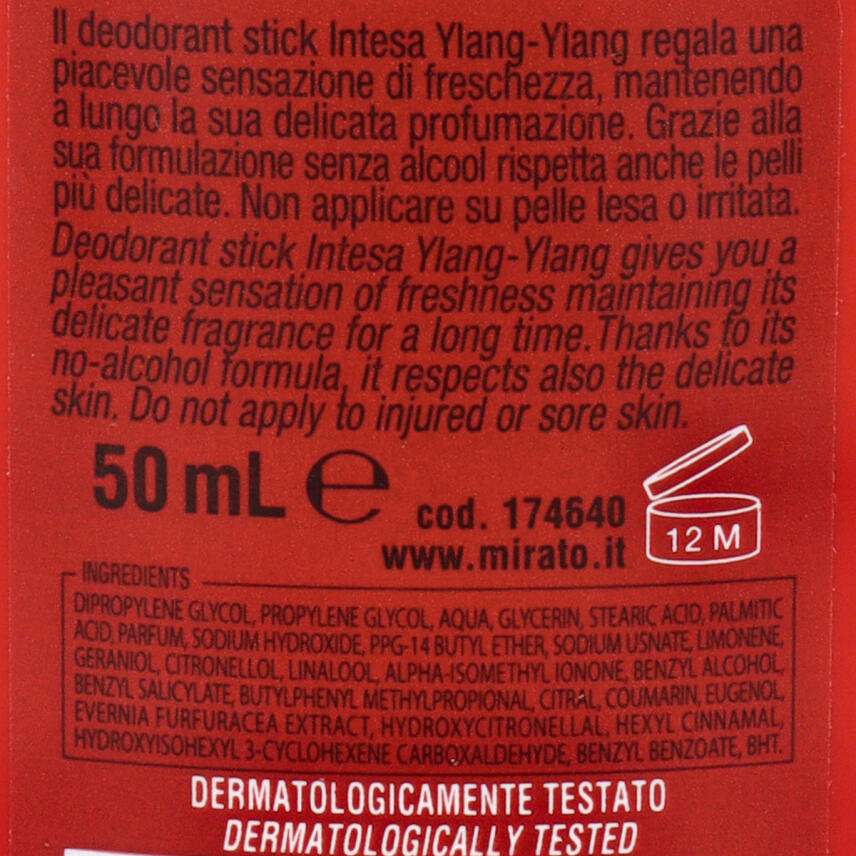 Il deodorant stick Intesa Ylang-Ylang regala una
piacevole sensazione di freschezza, mantenendo
a lungo la sua delicata profumazione. Grazie alla
sua formulazione senza alcool rispetta anche le pelli
più delicate. Non applicare su pelle lesa o irritata.
Deodorant stick Intesa Ylang-Ylang gives you a
pleasant sensation of freshness maintaining its
delicate fragrance for a long time. Thanks to its
no-alcohol formula, it respects also the delicate
skin. Do not apply to injured or sore skin.
50 mL e
cod. 174640
12 M
www.mirato.it
INGREDIENTS
DIPROPYLENE GLYCOL, PROPYLENE GLYCOL, AQUA, GLYCERIN, STEARIC ACID, PALMITIC
ACID, PARFUM, SODIUM HYDROXIDE, PPG-14 BUTYL ETHER, SODIUM USNATE, LIMONENE,
GERANIOL, CITRONELLOL, LINALOOL, ALPHA-ISOMETHYL IONONE, BENZYL ALCOHOL,
BENZYL SALICYLATE, BUTYLPHENYL METHYLPROPIONAL, CITRAL, COUMARIN, EUGENOL,
EVERNIA FURFURACEA EXTRACT, HYDROXYCITRONELLAL, HEXYL CINNAMAL,
HYDROXYISOHEXYL 3-CYCLOHEXENE CARBOXALDEHYDE, BENZYL BENZOATE, BHT.
DERMATOLOGICAMENTE TESTATO
DERMATOLOGICALLY TESTED